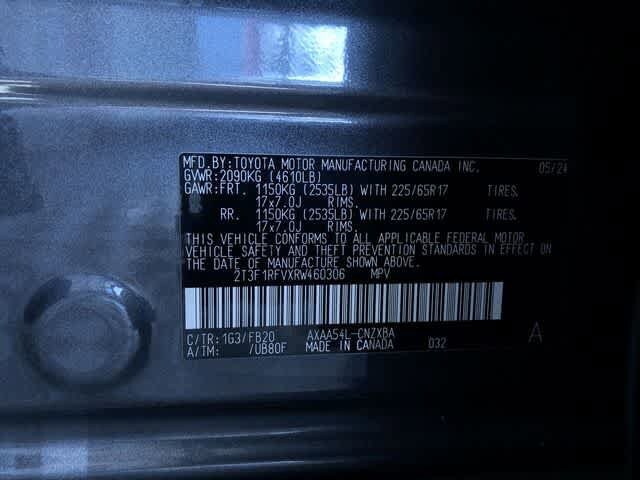 MFD.BY:TOYOTA MOTOR MANUFACTURING CANADA INC. 05/24
GVWR:2090KG (4610LB)
GAWR:FRT. 1150KG (2535LB) WITH 225/65R17 TIRES.
17x7.0J RIMS.
RR. 1150KG (2535LB) WITH 225/65R17 TIRES.
17x7.0J RIMS.
THIS VEHICLE CONFORMS TO ALL APPLICABLE FEDERAL MOTOR
VEHICLE SAFETY AND THEFT PREVENTION STANDARDS IN EFFECT ON
THE DATE OF MANUFACTURE SHOWN ABOVE.
2T3F1RFVXRW460306 MPV
C/TR:1G3/FB20 AXAA54L-CNZXBA A
A/TM: /UB80F MADE IN CANADA 032